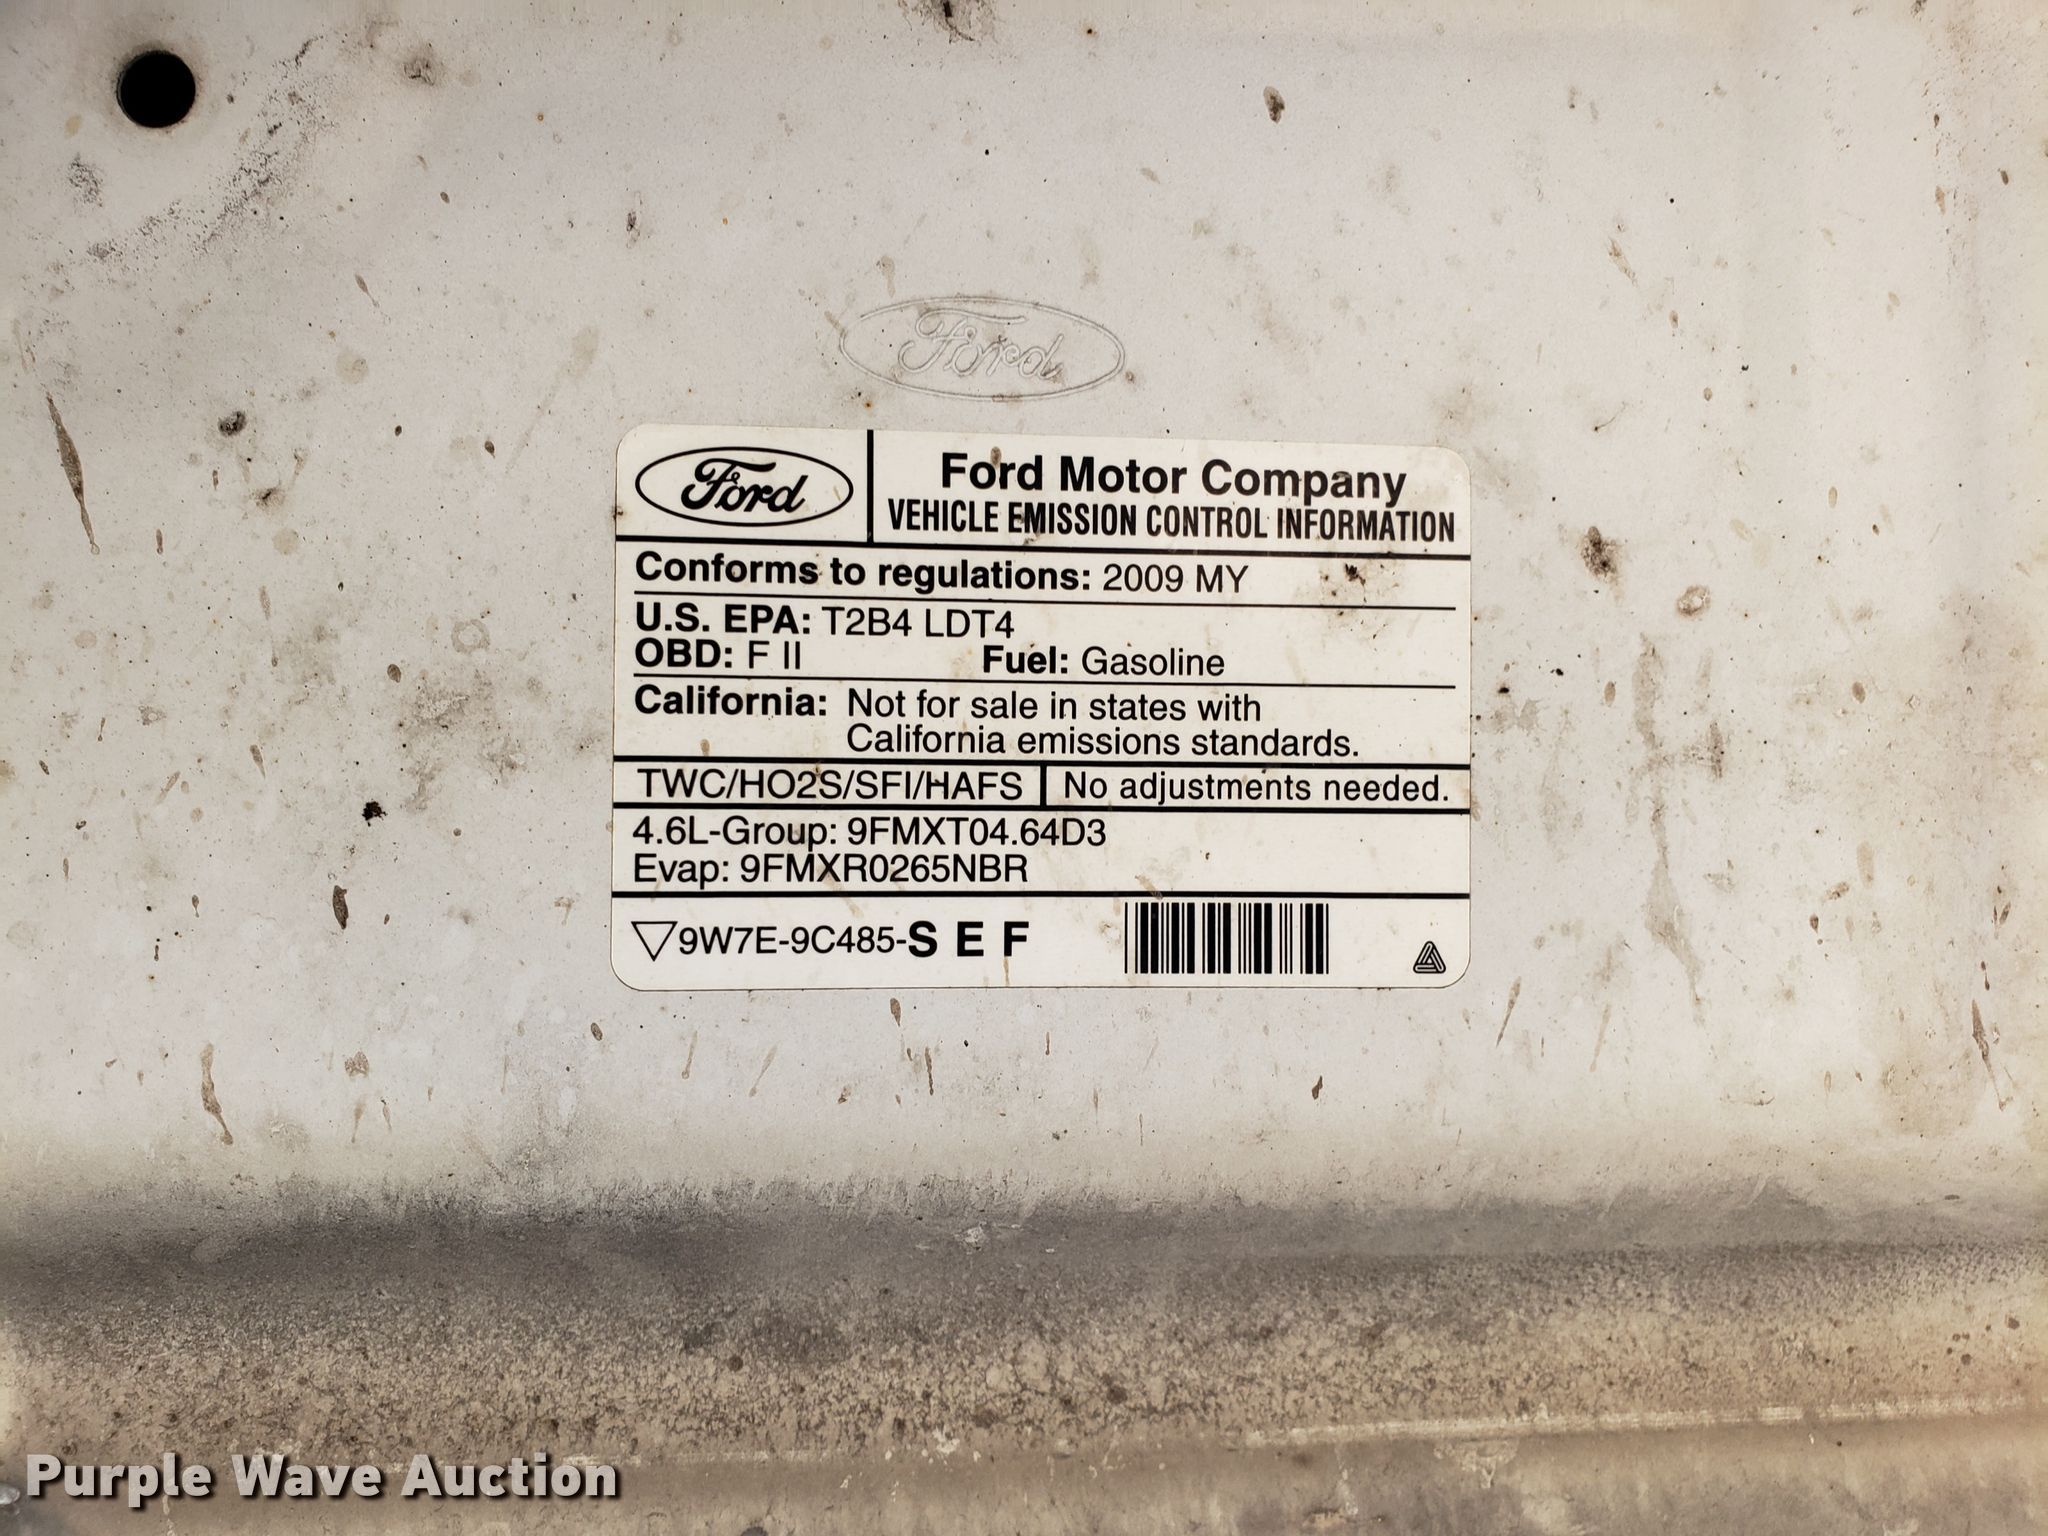 Ford
Ford
Ford Motor Company
VEHICLE EMISSION CONTROL INFORMATION
Conforms to regulations: 2009 MY
U.S. EPA: T2B4 LDT4
OBD: F II Fuel: Gasoline
California: Not for sale in states with
California emissions standards.
TWC/HO2S/SFI/HAFS No adjustments needed.
4.6L-Group: 9FMXT04.64D3
Evap: 9FMXR0265NBR
9W7E-9C485-S E F
Purple Wave Auction